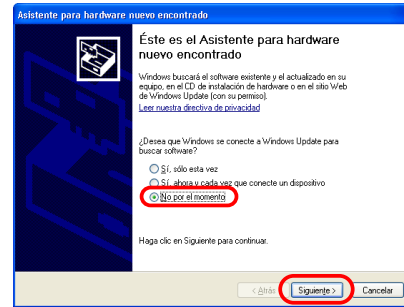 Asistente para hardware nuevo encontrado
Éste es el Asistente para hardware
nuevo encontrado
Windows buscará el software existente y el actualizado en su
equipo, en el CD de instalación de hardware o en el sitio Web
de Windows Update (con su permiso).
Leer nuestra directiva de privacidad
¿Desea que Windows se conecte a Windows Update para
buscar software?
Sí, sólo esta vez
Sí, ahora y cada vez que conecte un dispositivo
No por el momento
Haga clic en Siguiente para continuar.
< Atrás
Siguiente >
Cancelar